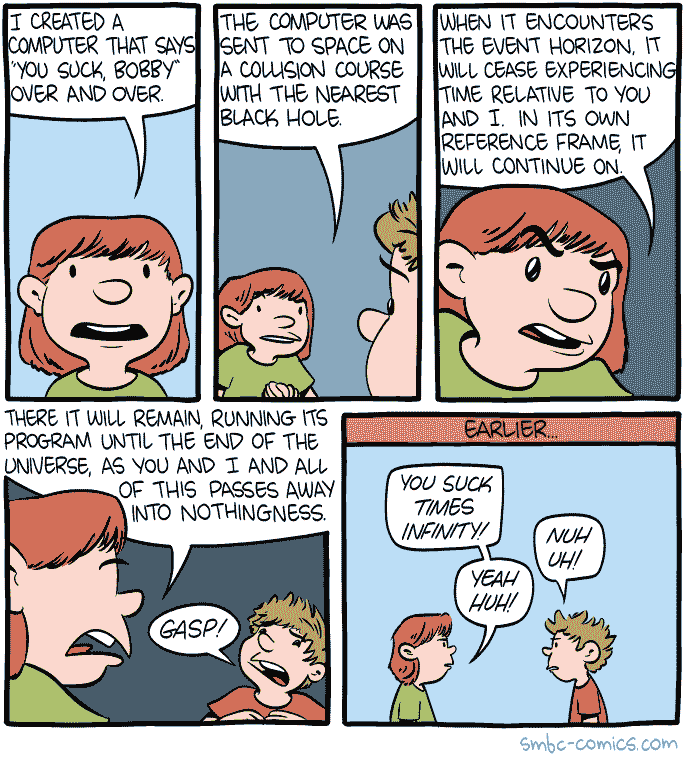 I CREATED A
COMPUTER THAT SAYS
"YOU SUCK, BOBBY"
OVER AND OVER.
THE COMPUTER WAS
SENT TO SPACE ON
A COLLISION COURSE
WITH THE NEAREST
BLACK HOLE.
WHEN IT ENCOUNTERS
THE EVENT HORIZON, IT
WILL CEASE EXPERIENCING
TIME RELATIVE TO YOU
AND I. IN ITS OWN
REFERENCE FRAME, IT
WILL CONTINUE ON.
THERE IT WILL REMAIN, RUNNING ITS
PROGRAM UNTIL THE END OF THE
UNIVERSE, AS YOU AND I AND ALL
OF THIS PASSES AWAY
INTO NOTHINGNESS.
GASP!
EARLIER...
YOU SUCK
TIMES
INFINITY!
NUH
UH!
YEAH
HUH!
smbc-comics.com